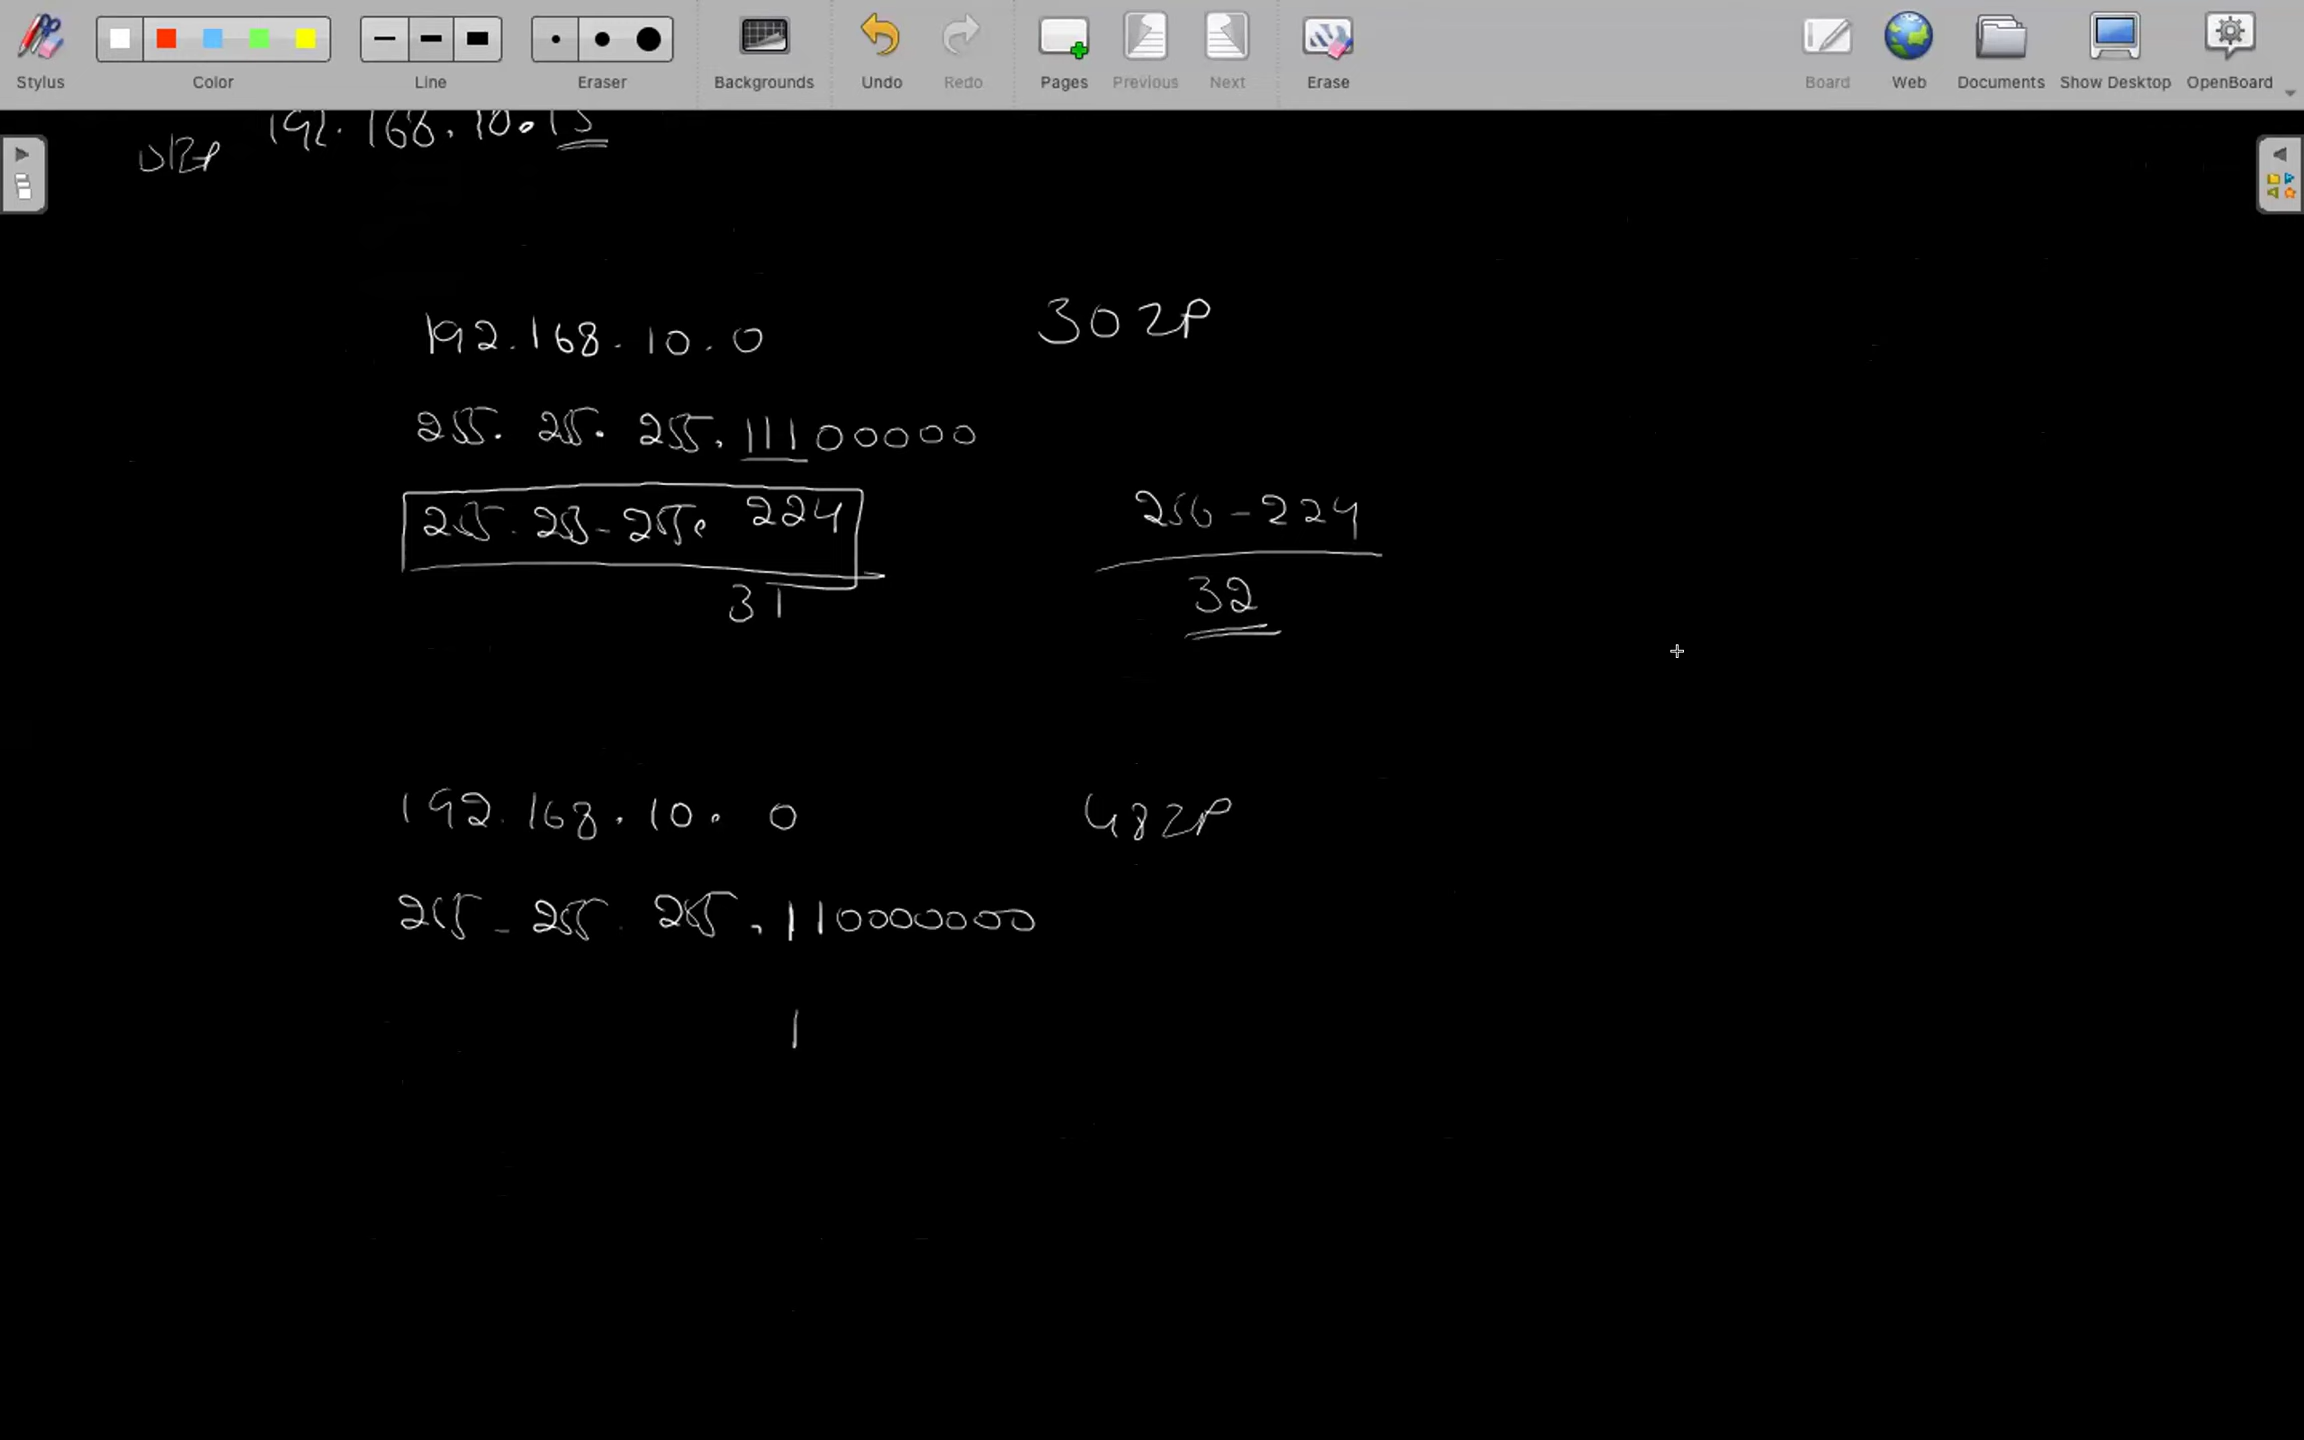 Stylus Color Line Eraser Backgrounds Undo Redo Pages Previous Next Erase Board Web Documents Show Desktop OpenBoard
192.168.10.15
192.168.10.0 30 IP
255.255.255.11100000
255.255.255.224 256-224
31 32
192.168.10.0 48 IP
255.255.255.110000000
1